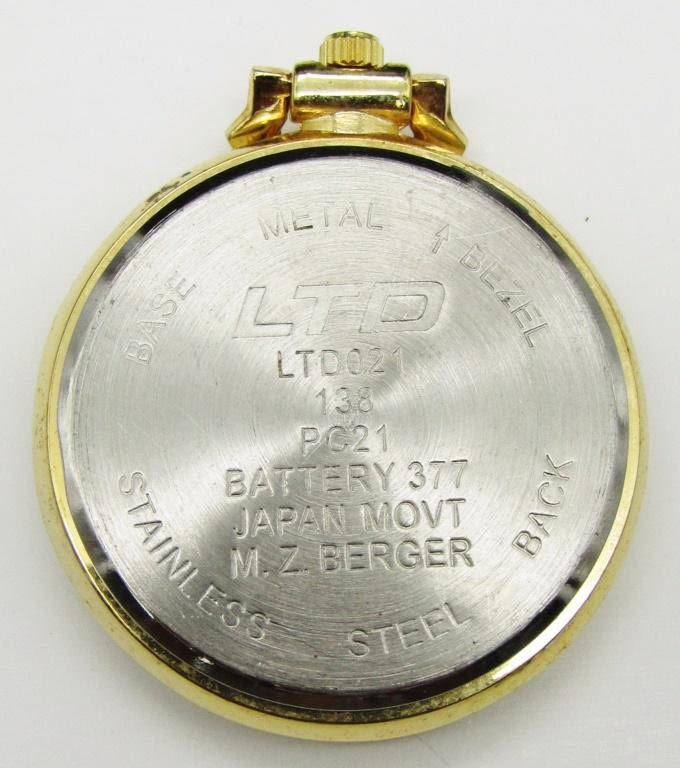 BASE METAL ↑ BEZEL
LTD
LTD021
138
PC21
BATTERY 377
JAPAN MOVT
M. Z. BERGER
STAINLESS STEEL BACK